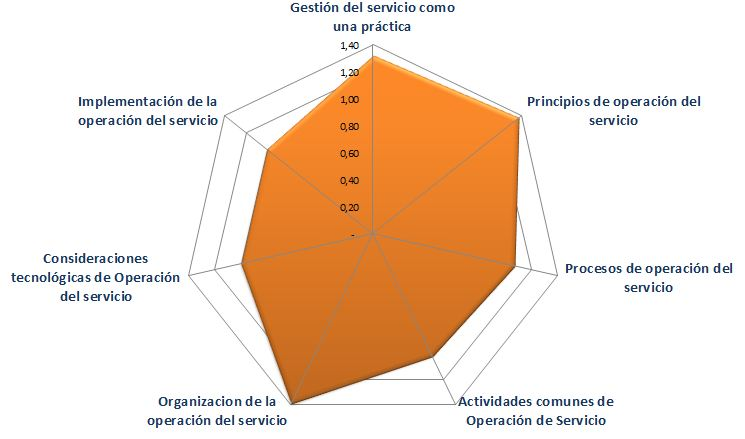 Gestión del servicio como
una práctica
1,40
1,20
1,00
0,80
0,60
0,40
0,20
-
Principios de operación del
servicio
Procesos de operación del
servicio
Actividades comunes de
Operación de Servicio
Organizacion de la
operación del servicio
Consideraciones
tecnológicas de Operación
del servicio
Implementación de la
operación del servicio